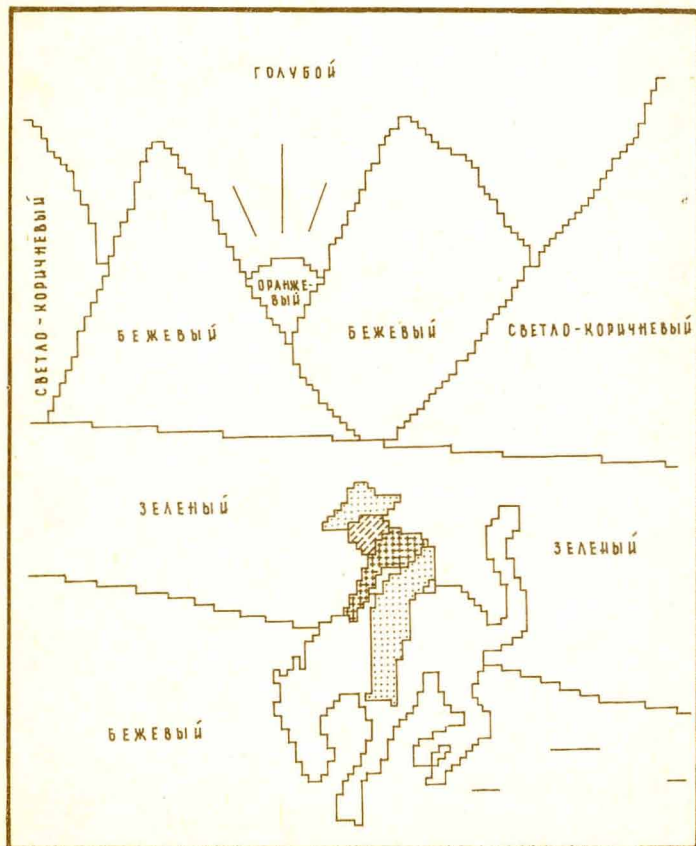 ГОЛУБОЙ
СВЕТЛО-КОРИЧНЕВЫЙ
ОРАНЖЕ-
ВЫЙ
БЕЖЕВЫЙ
БЕЖЕВЫЙ
СВЕТЛО-КОРИЧНЕВЫЙ
ЗЕЛЕНЫЙ
ЗЕЛЕНЫЙ
БЕЖЕВЫЙ